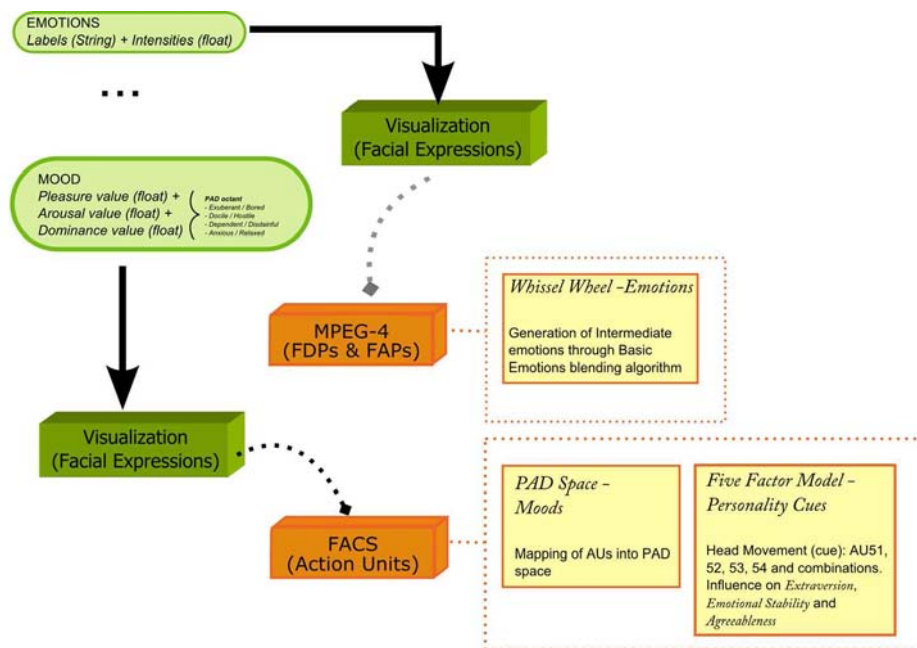 EMOTIONS
Labels (String) + Intensities (float)
...
Visualization
(Facial Expressions)
MOOD
Pleasure value (float) +
Arousal value (float) +
Dominance value (float)
PAD octant
- Exuberant / Bored
- Docile / Hostile
- Dependent / Disdainful
- Anxious / Relaxed
MPEG-4
(FDPs & FAPs)
Whissel Wheel -Emotions
Generation of Intermediate
emotions through Basic
Emotions blending algorithm
Visualization
(Facial Expressions)
FACS
(Action Units)
PAD Space -
Moods
Mapping of AUs into PAD
space
Five Factor Model -
Personality Cues
Head Movement (cue): AU51,
52, 53, 54 and combinations.
Influence on Extraversion,
Emotional Stability and
Agreeableness